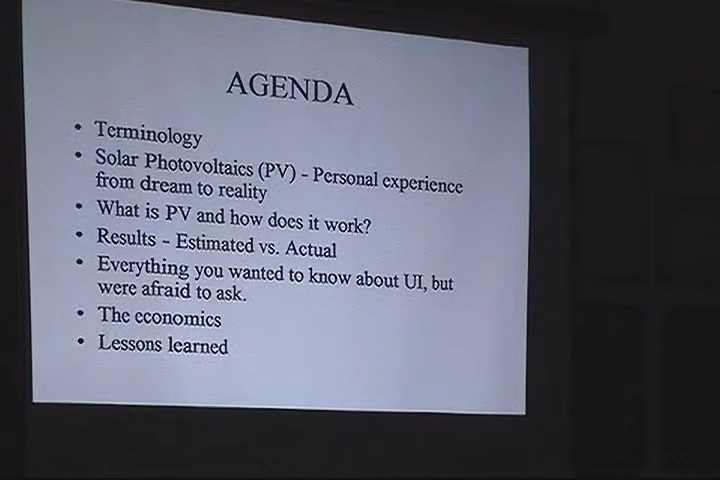 AGENDA
• Terminology
• Solar Photovoltaics (PV) - Personal experience
from dream to reality
• What is PV and how does it work?
• Results - Estimated vs. Actual
• Everything you wanted to know about UI, but
were afraid to ask.
• The economics
• Lessons learned